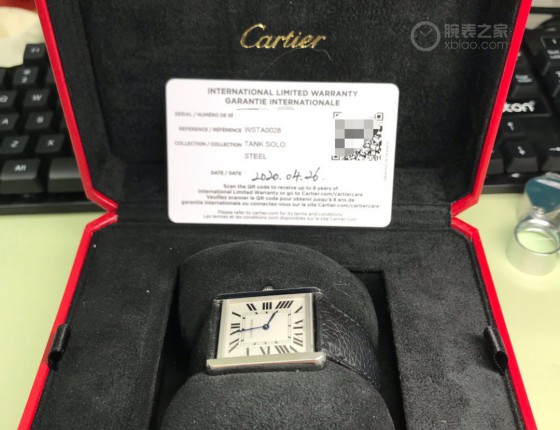 腕表之家
xbiao.com
Cartier
INTERNATIONAL LIMITED WARRANTY
GARANTIE INTERNATIONALE
SERIAL / NUMÉRO DE SÉ
REFERENCE / RÉFÉRENCE WSTA0028
COLLECTION / COLLECTION TANK SOLO
STEEL
DATE / DATE 2020.04.26.
Scan the QR code to receive up to 8 years of
International Limited Warranty or go to Cartier.com/cartiercare
Veuillez scanner le QR code pour obtenir jusqu'à 8 ans de
garantie internationale ou connectez-vous sur le site Cartier.com/cartiercare
Please refer to cartier.com for its terms and conditions
Les termes et les conditions sont disponibles sur le site cartier.com